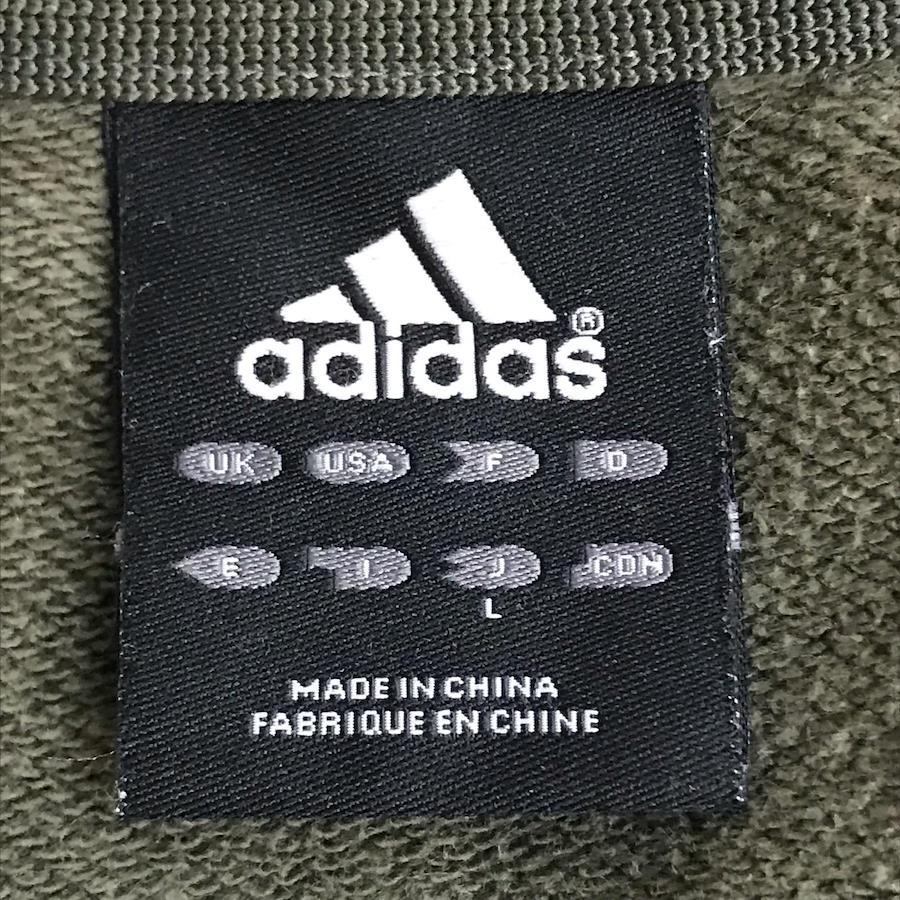 adidas®
UK USA F D
E I J CDN
L
MADE IN CHINA
FABRIQUE EN CHINE